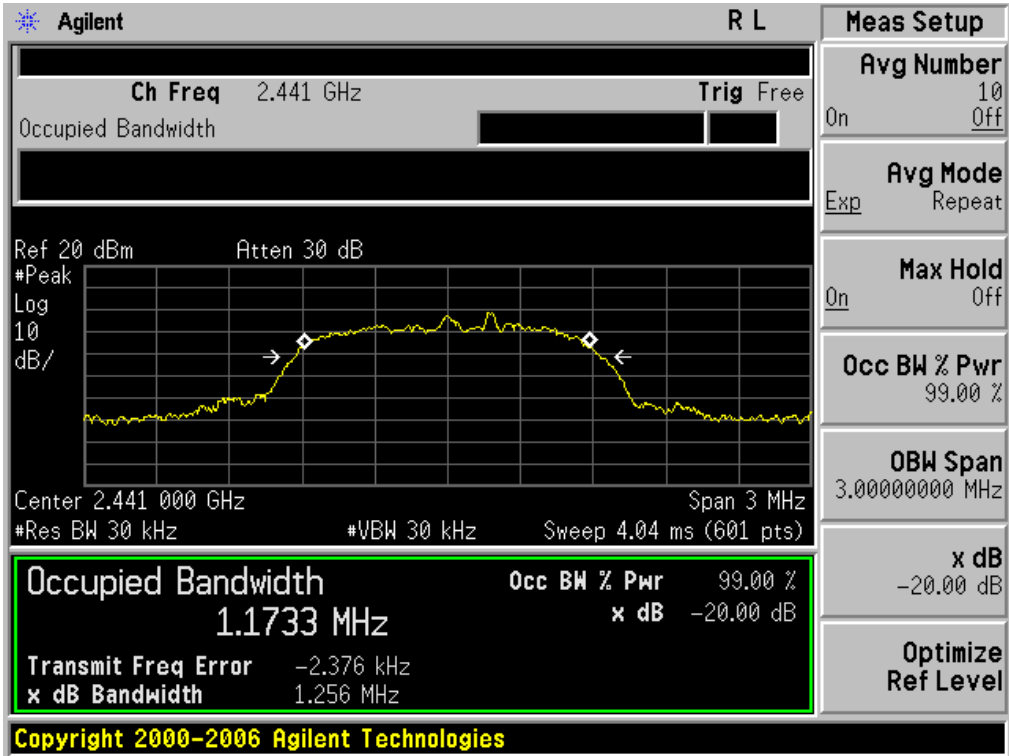 Agilent R L Meas Setup
Ch Freq 2.441 GHz Trig Free
Occupied Bandwidth
Ref 20 dBm Atten 30 dB
#Peak
Log
10
dB/
Center 2.441 000 GHz Span 3 MHz
#Res BW 30 kHz #VBW 30 kHz Sweep 4.04 ms (601 pts)
Occupied Bandwidth Occ BW % Pwr 99.00 %
1.1733 MHz x dB -20.00 dB
Transmit Freq Error -2.376 kHz
x dB Bandwidth 1.256 MHz
Avg Number
10
On Off
Avg Mode
Exp Repeat
Max Hold
On Off
Occ BW % Pwr
99.00 %
OBW Span
3.00000000 MHz
x dB
-20.00 dB
Optimize
Ref Level
Copyright 2000-2006 Agilent Technologies